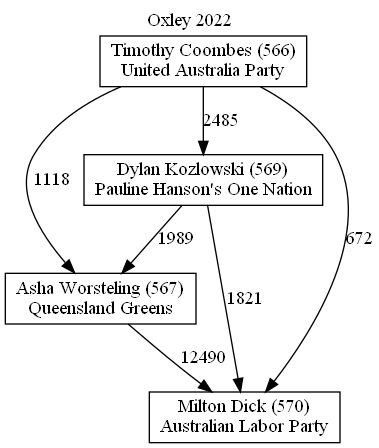 Oxley 2022
Timothy Coombes (566)
United Australia Party
2485
Dylan Kozlowski (569)
Pauline Hanson's One Nation
1118
672
1989
Asha Worsteling (567)
Queensland Greens
1821
12490
Milton Dick (570)
Australian Labor Party